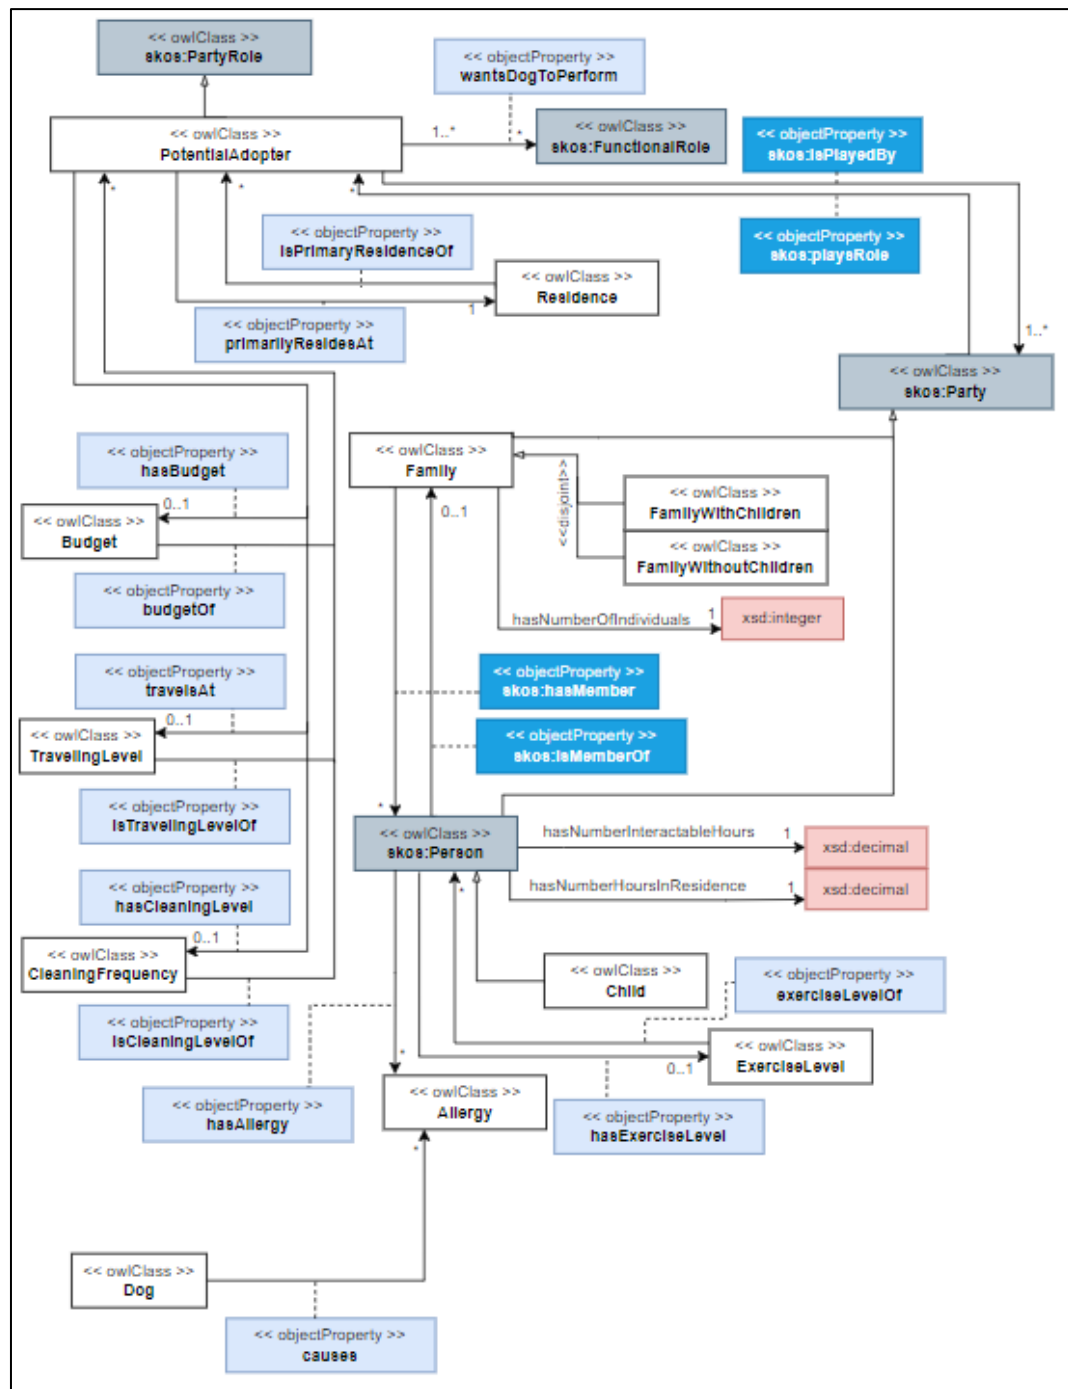 << owlClass >>
skos:PartyRole
<< objectProperty >>
wantsDogToPerform
<< owlClass >>
PotentialAdopter
1..*
*
<< owlClass >>
skos:FunctionalRole
<< objectProperty >>
skos:isPlayedBy
*
*
*
<< objectProperty >>
isPrimaryResidenceOf
<< objectProperty >>
skos:playsRole
<< owlClass >>
Residence
1
<< objectProperty >>
primarilyResidesAt
1..*
<< owlClass >>
skos:Party
<< objectProperty >>
hasBudget
<< owlClass >>
Family
<<disjoint>>
<< owlClass >>
FamilyWithChildren
0..1
0..1
<< owlClass >>
Budget
<< owlClass >>
FamilyWithoutChildren
<< objectProperty >>
budgetOf
hasNumberOfIndividuals
1
xsd:integer
<< objectProperty >>
travelsAt
<< objectProperty >>
skos:hasMember
0..1
<< owlClass >>
TravelingLevel
<< objectProperty >>
skos:isMemberOf
<< objectProperty >>
isTravelingLevelOf
*
<< owlClass >>
skos:Person
hasNumberInteractableHours
1
xsd:decimal
hasNumberHoursInResidence
1
xsd:decimal
<< objectProperty >>
hasCleaningLevel
*
0..1
<< owlClass >>
CleaningFrequency
<< owlClass >>
Child
<< objectProperty >>
exerciseLevelOf
<< objectProperty >>
isCleaningLevelOf
*
0..1
<< owlClass >>
ExerciseLevel
<< objectProperty >>
hasAllergy
<< owlClass >>
Allergy
<< objectProperty >>
hasExerciseLevel
*
<< owlClass >>
Dog
<< objectProperty >>
causes